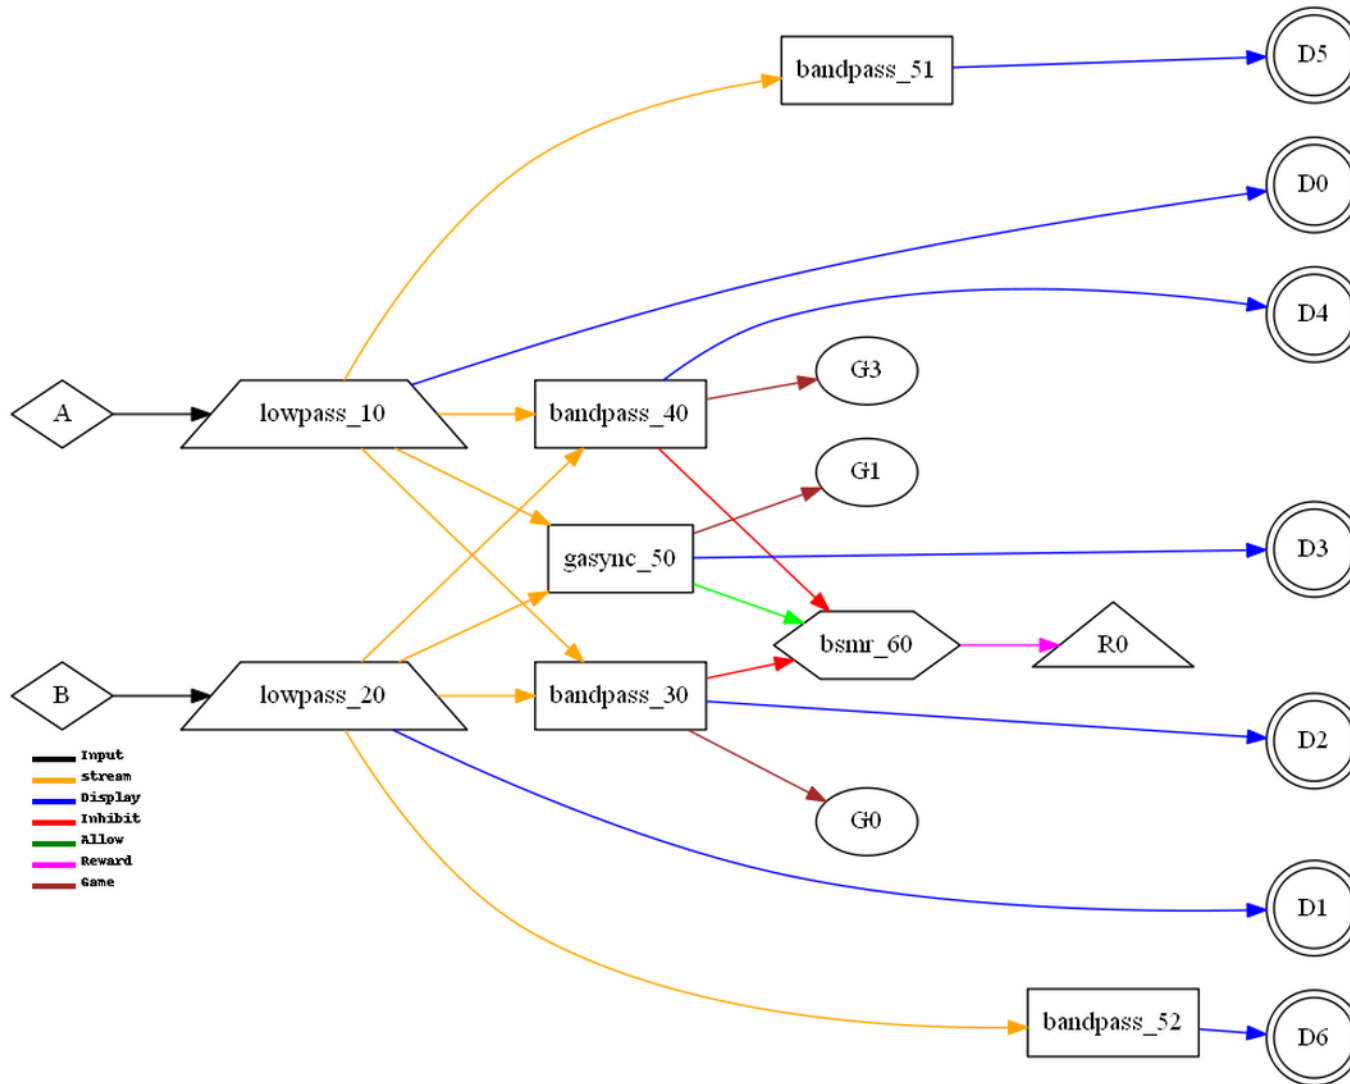 bandpass_51
D5
D0
D4
G3
A
lowpass_10
bandpass_40
G1
gasync_50
D3
bsmr_60
R0
B
lowpass_20
bandpass_30
D2
Input
stream
Display
Inhibit
Allow
Reward
Game
G0
D1
bandpass_52
D6